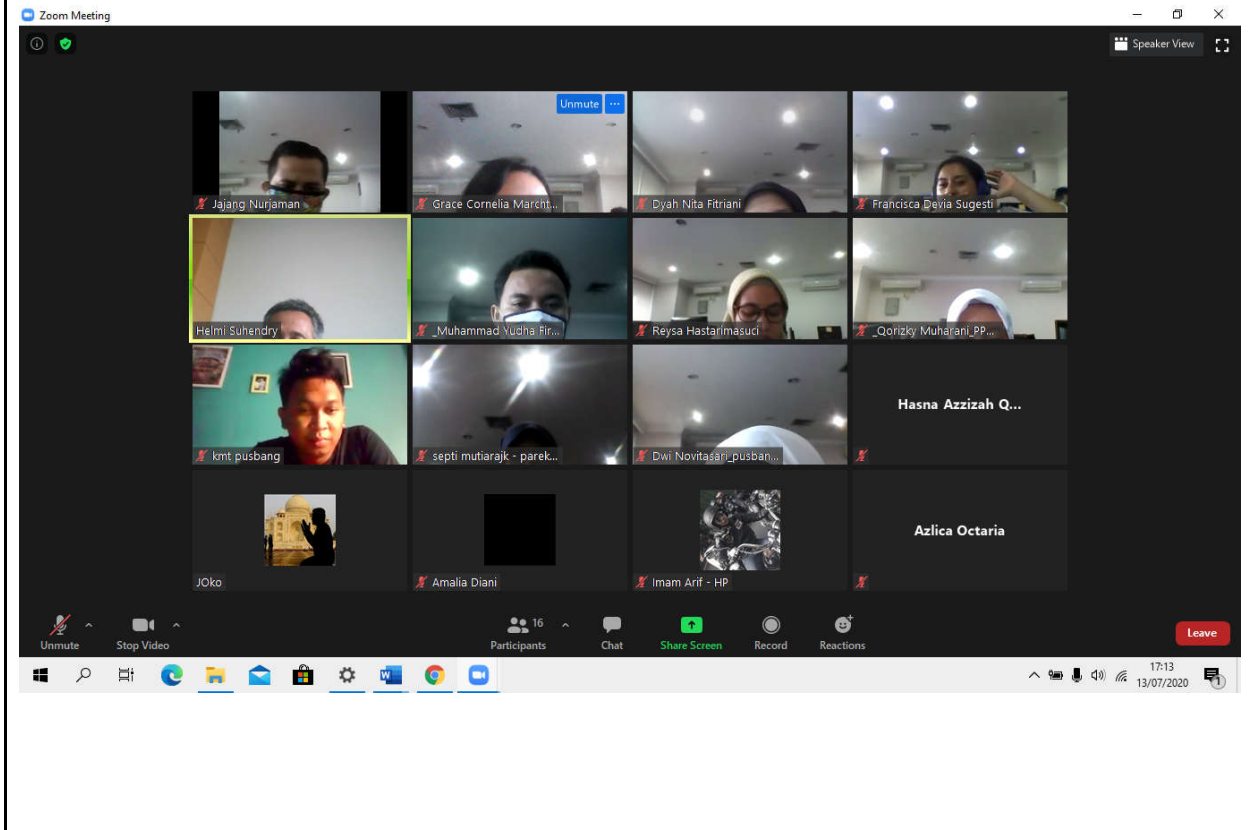 Zoom Meeting
Speaker View
Unmute
Jajang Nurjaman
Grace Cornelia Marcht...
Dyah Nita Fitriani
Francisca Devia Sugesti
Helmi Suhendry
_Muhammad Yudha Fir...
Reysa Hastarimasuci
_Qorizky Muharani_PP...
kmt pusbang
septi mutiarajk - parek...
Dwi Novitasari_pusban...
Hasna Azzizah Q...
JOko
Amalia Diani
Imam Arif - HP
Azlica Octaria
Unmute
Stop Video
Participants
16
Chat
Share Screen
Record
Reactions
Leave
17:13
13/07/2020
1